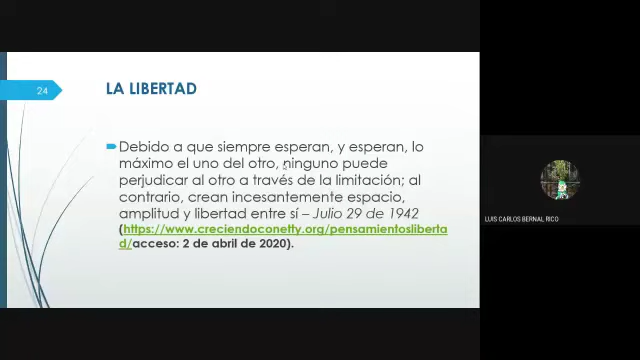 24
LA LIBERTAD
Debido a que siempre esperan, y esperan, lo
máximo el uno del otro, ninguno puede
perjudicar al otro a través de la limitación; al
contrario, crean incesantemente espacio,
amplitud y libertad entre sí – Julio 29 de 1942
(https://www.creciendoconetty.org/pensamientosliberta
d/acceso: 2 de abril de 2020).
LUIS CARLOS BERNAL RICO